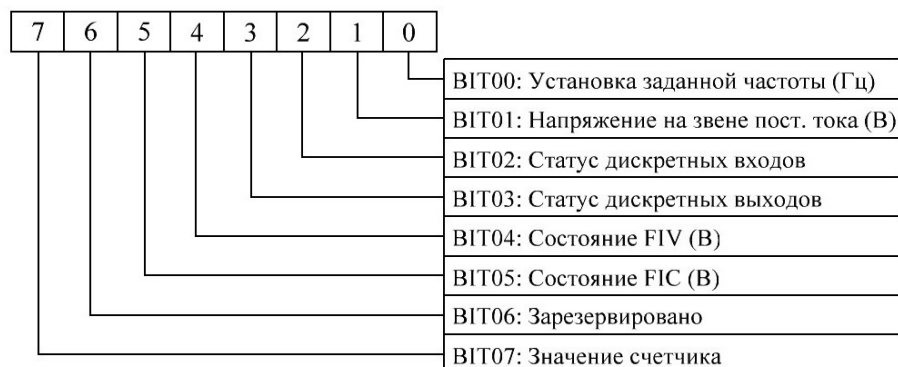 7 6 5 4 3 2 1 0
BIT00: Установка заданной частоты (Гц)
BIT01: Напряжение на звене пост. тока (В)
BIT02: Статус дискретных входов
BIT03: Статус дискретных выходов
BIT04: Состояние FIV (В)
BIT05: Состояние FIC (В)
BIT06: Зарезервировано
BIT07: Значение счетчика